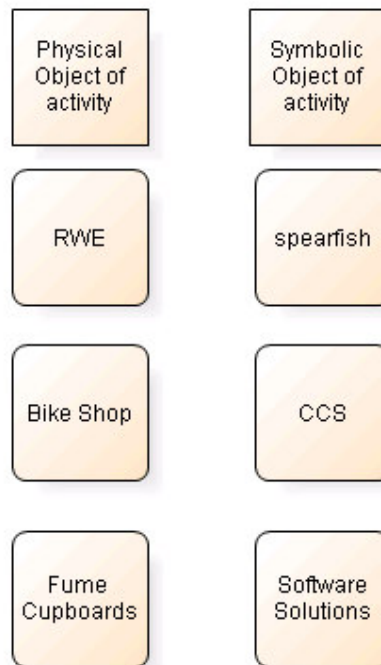 Physical
Object of
activity
Symbolic
Object of
activity
RWE
spearfish
Bike Shop
CCS
Fume
Cupboards
Software
Solutions